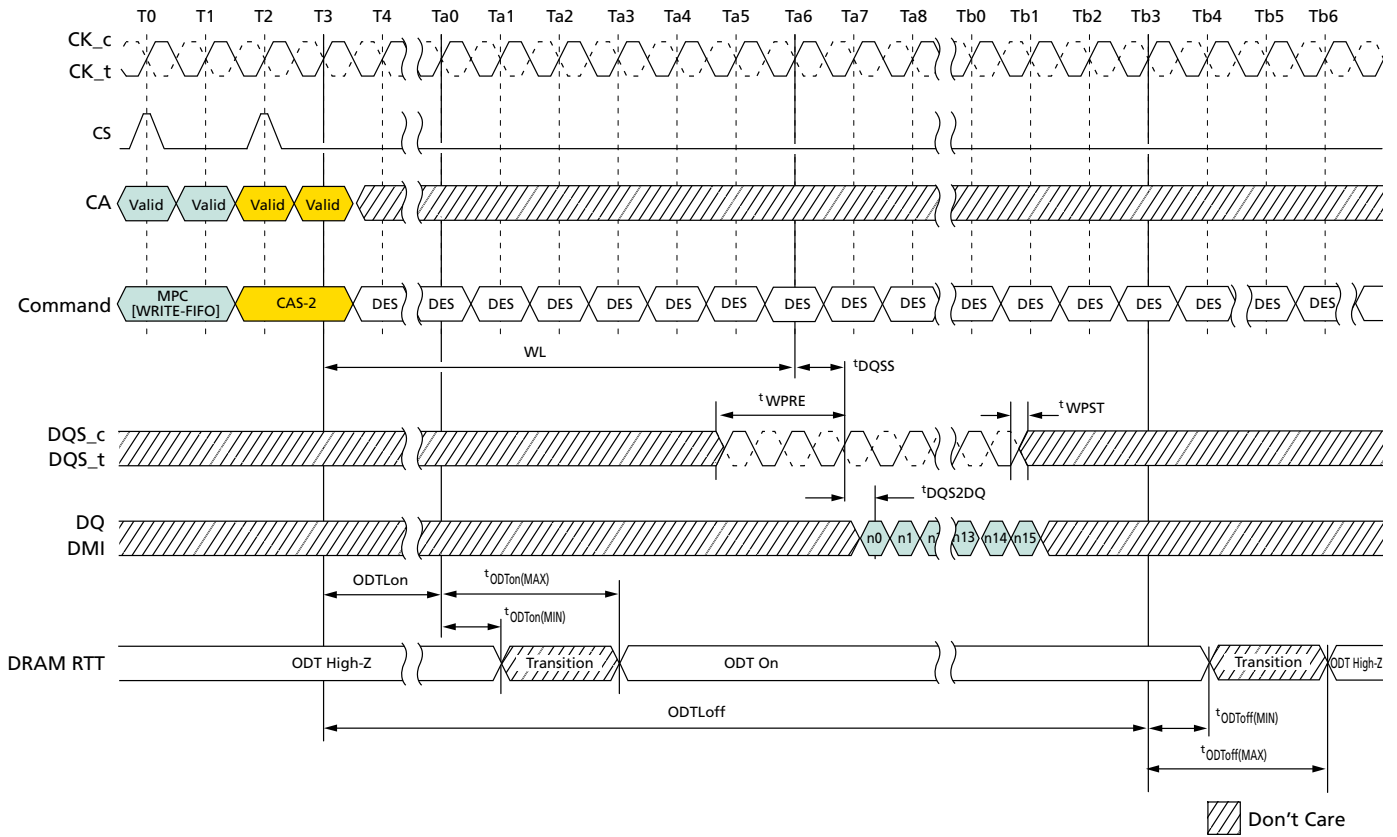 T0 T1 T2 T3 T4 Ta0 Ta1 Ta2 Ta3 Ta4 Ta5 Ta6 Ta7 Ta8 Tb0 Tb1 Tb2 Tb3 Tb4 Tb5 Tb6
CK_c
CK_t
CS
CA Valid Valid Valid Valid
Command MPC [WRITE-FIFO] CAS-2 DES DES DES DES DES DES DES DES DES DES DES DES DES DES DES DES DES
WL
tDQSS
tWPRE
tWPST
DQS_c
DQS_t
tDQS2DQ
DQ
DMI
n0 n1 n13 n14 n15
ODTLon
tODTon(MAX)
tODTon(MIN)
DRAM RTT ODT High-Z Transition ODT On Transition ODT High-Z
ODTLoff
tODToff(MIN)
tODToff(MAX)
Don't Care